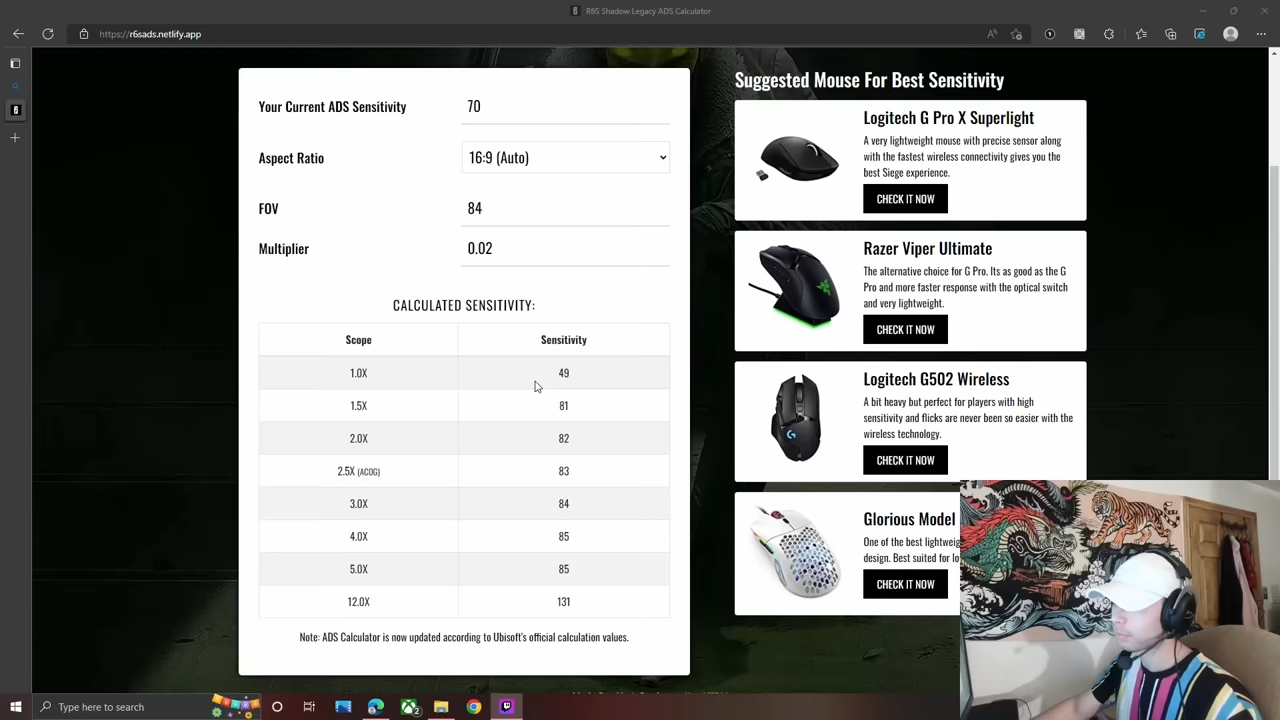 R6S Shadow Legacy ADS Calculator
https://r6sads.netlify.app
Your Current ADS Sensitivity
70
Aspect Ratio
16:9 (Auto)
FOV
84
Multiplier
0.02
CALCULATED SENSITIVITY:
Scope Sensitivity
1.0X 49
1.5X 81
2.0X 82
2.5X (ACOG) 83
3.0X 84
4.0X 85
5.0X 85
12.0X 131
Note: ADS Calculator is now updated according to Ubisoft's official calculation values.
Suggested Mouse For Best Sensitivity
Logitech G Pro X Superlight
A very lightweight mouse with precise sensor along
with the fastest wireless connectivity gives you the
best Siege experience.
CHECK IT NOW
Razer Viper Ultimate
The alternative choice for G Pro. Its as good as the G
Pro and more faster response with the optical switch
and very lightweight.
CHECK IT NOW
Logitech G502 Wireless
A bit heavy but perfect for players with high
sensitivity and flicks are never been so easier with the
wireless technology.
CHECK IT NOW
Glorious Model
One of the best lightweig
design. Best suited for lo
CHECK IT NOW
Type here to search
2